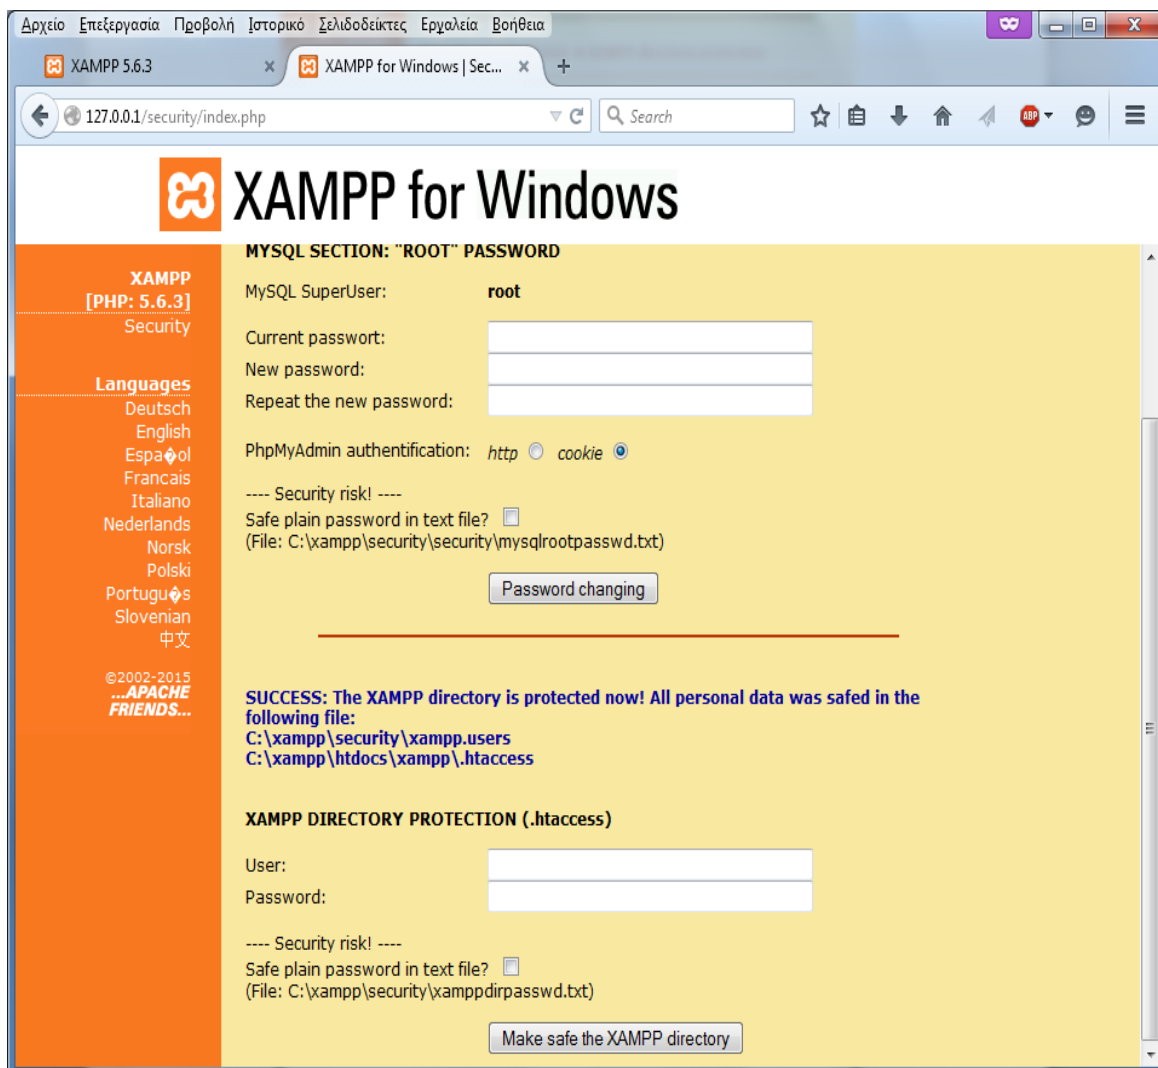 Αρχείο Επεξεργασία Προβολή Ιστορικό Σελιδοδείκτες Εργαλεία Βοήθεια
XAMPP 5.6.3
XAMPP for Windows | Sec...
127.0.0.1/security/index.php
Search
ABP
XAMPP for Windows
XAMPP
[PHP: 5.6.3]
Security
Languages
Deutsch
English
Espa�ol
Francais
Italiano
Nederlands
Norsk
Polski
Portugu�s
Slovenian
中文
©2002-2015
...APACHE
FRIENDS...
MYSQL SECTION: "ROOT" PASSWORD
MySQL SuperUser: root
Current passwort:
New password:
Repeat the new password:
PhpMyAdmin authentification: http cookie
---- Security risk! ----
Safe plain password in text file?
(File: C:\xampp\security\security\mysqlrootpasswd.txt)
Password changing
SUCCESS: The XAMPP directory is protected now! All personal data was safed in the
following file:
C:\xampp\security\xampp.users
C:\xampp\htdocs\xampp\.htaccess
XAMPP DIRECTORY PROTECTION (.htaccess)
User:
Password:
---- Security risk! ----
Safe plain password in text file?
(File: C:\xampp\security\xamppdirpasswd.txt)
Make safe the XAMPP directory